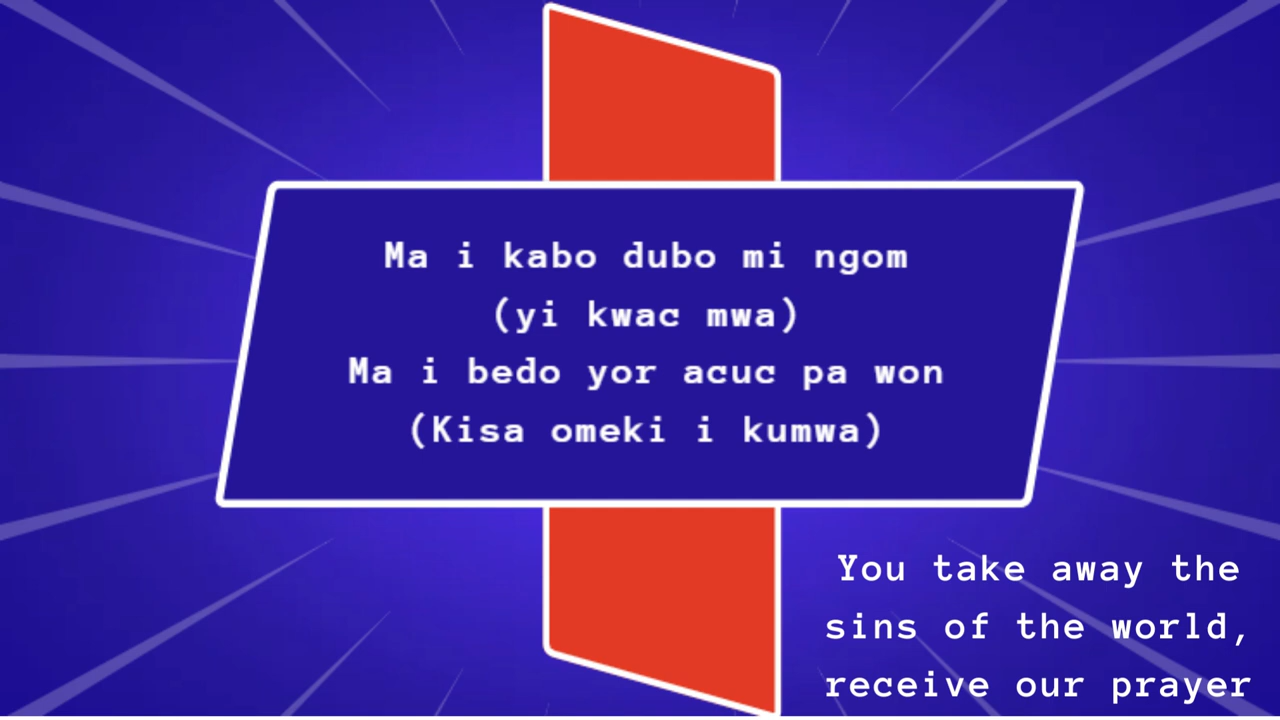 Ma i kabo dubo mi ngom
(yi kwac mwa)
Ma i bedo yor acuc pa won
(Kisa omeki i kumwa)
You take away the
sins of the world,
receive our prayer